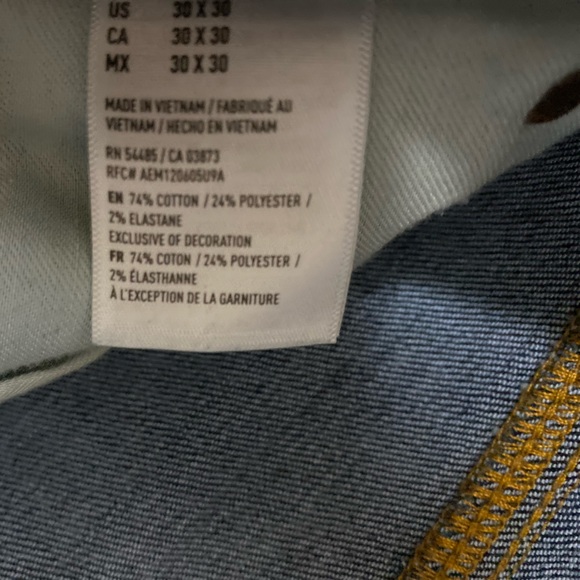 US 30 X 30
CA 30 X 30
MX 30 X 30
MADE IN VIETNAM / FABRIQUÉ AU
VIETNAM / HECHO EN VIETNAM
RN 54485 / CA 03873
RFC# AEM120605U9A
EN 74% COTTON / 24% POLYESTER /
2% ELASTANE
EXCLUSIVE OF DECORATION
FR 74% COTON / 24% POLYESTER /
2% ÉLASTHANNE
À L'EXCEPTION DE LA GARNITURE